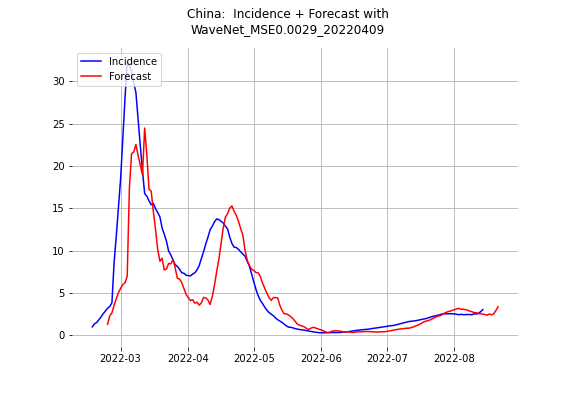 China:  Incidence + Forecast with
WaveNet_MSE0.0029_20220409
Incidence
Forecast
30
25
20
15
10
5
0
2022-03 2022-04 2022-05 2022-06 2022-07 2022-08